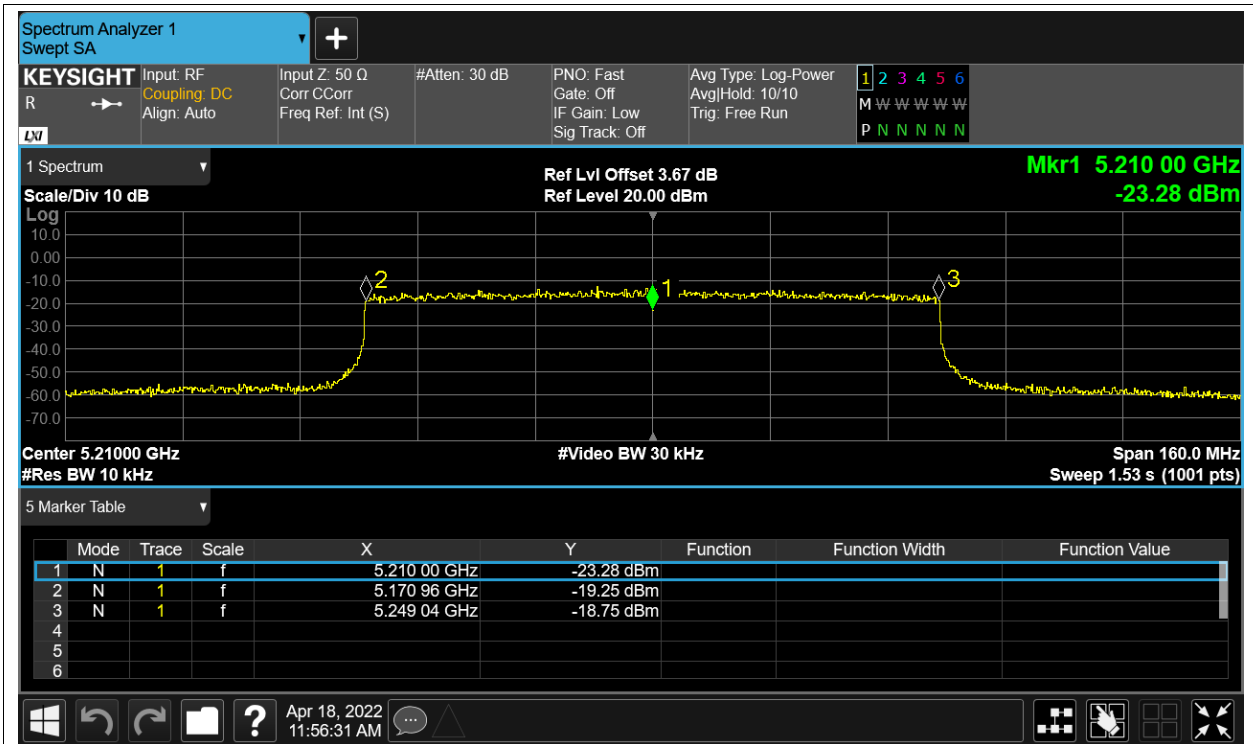 Spectrum Analyzer 1
Swept SA
+
KEYSIGHT
R
LXI
Input: RF
Coupling: DC
Align: Auto
Input Z: 50 Ω
Corr CCorr
Freq Ref: Int (S)
#Atten: 30 dB
PNO: Fast
Gate: Off
IF Gain: Low
Sig Track: Off
Avg Type: Log-Power
Avg|Hold: 10/10
Trig: Free Run
1 2 3 4 5 6
M W W W W W
P N N N N N
1 Spectrum
Scale/Div 10 dB
Ref Lvl Offset 3.67 dB
Ref Level 20.00 dBm
Mkr1 5.210 00 GHz
-23.28 dBm
Log
10.0
0.00
-10.0
-20.0
-30.0
-40.0
-50.0
-60.0
-70.0
2
1
3
Center 5.21000 GHz
#Video BW 30 kHz
Span 160.0 MHz
#Res BW 10 kHz
Sweep 1.53 s (1001 pts)
5 Marker Table
Mode Trace Scale X Y Function Function Width Function Value
1 N 1 f 5.210 00 GHz -23.28 dBm
2 N 1 f 5.170 96 GHz -19.25 dBm
3 N 1 f 5.249 04 GHz -18.75 dBm
4
5
6
?
Apr 18, 2022
11:56:31 AM